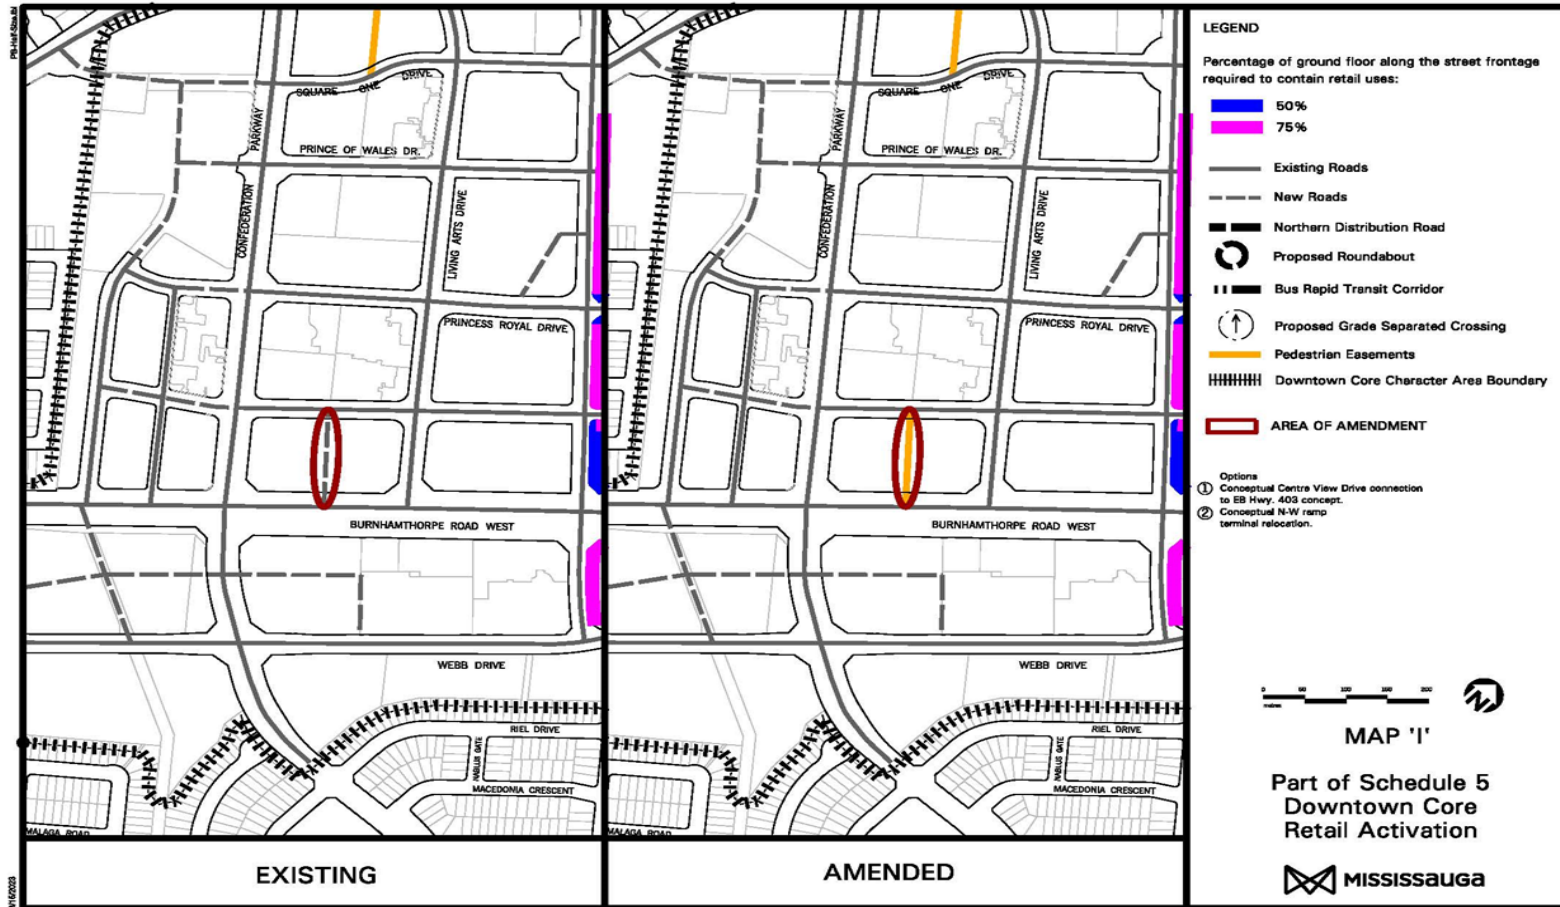 SQUARE ONE DRIVE
PARKWAY
PRINCE OF WALES DR.
CONFEDERATION
LIVING ARTS DRIVE
PRINCESS ROYAL DRIVE
BURNHAMTHORPE ROAD WEST
WEBB DRIVE
RIEL DRIVE
NABLUS GATE
MACEDONIA CRESCENT
MALAGA ROAD
EXISTING
SQUARE ONE DRIVE
PARKWAY
PRINCE OF WALES DR.
CONFEDERATION
LIVING ARTS DRIVE
PRINCESS ROYAL DRIVE
BURNHAMTHORPE ROAD WEST
WEBB DRIVE
RIEL DRIVE
NABLUS GATE
MACEDONIA CRESCENT
MALAGA ROAD
AMENDED
LEGEND
Percentage of ground floor along the street frontage
required to contain retail uses:
50%
75%
Existing Roads
New Roads
Northern Distribution Road
Proposed Roundabout
Bus Rapid Transit Corridor
Proposed Grade Separated Crossing
Pedestrian Easements
Downtown Core Character Area Boundary
AREA OF AMENDMENT
Options
1 Conceptual Centre View Drive connection
to EB Hwy. 403 concept.
2 Conceptual N-W ramp
terminal relocation.
0 50 100 150 200
metres
N
MAP 'I'
Part of Schedule 5
Downtown Core
Retail Activation
MISSISSAUGA